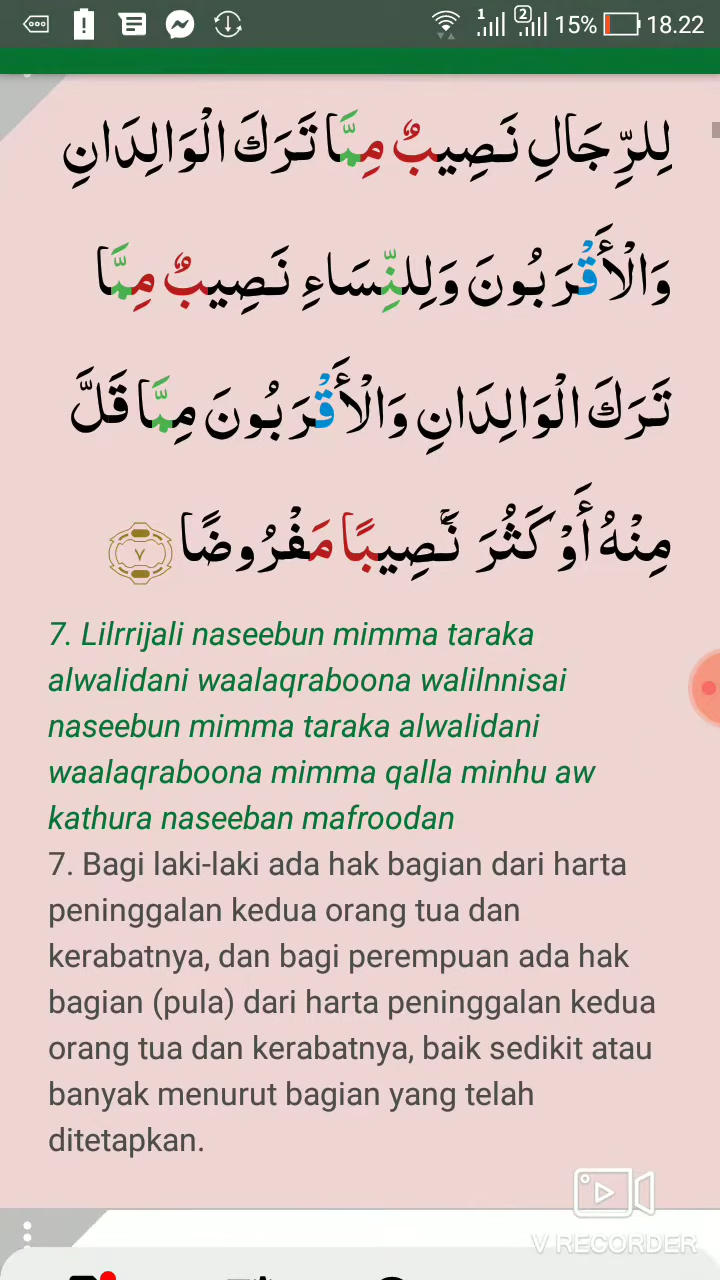 1 2 15% 18.22
لِلرِّجَالِ نَصِيبٌ مِمَّا تَرَكَ الْوَالِدَانِ
وَالْأَقْرَبُونَ وَلِلنِّسَاءِ نَصِيبٌ مِمَّا
تَرَكَ الْوَالِدَانِ وَالْأَقْرَبُونَ مِمَّا قَلَّ
مِنْهُ أَوْ كَثُرَ ۚ نَصِيبًا مَفْرُوضًا ٧
7. Lilrrijali naseebun mimma taraka
alwalidani waalaqraboona walilnnisai
naseebun mimma taraka alwalidani
waalaqraboona mimma qalla minhu aw
kathura naseeban mafroodan
7. Bagi laki-laki ada hak bagian dari harta
peninggalan kedua orang tua dan
kerabatnya, dan bagi perempuan ada hak
bagian (pula) dari harta peninggalan kedua
orang tua dan kerabatnya, baik sedikit atau
banyak menurut bagian yang telah
ditetapkan.
V RECORDER